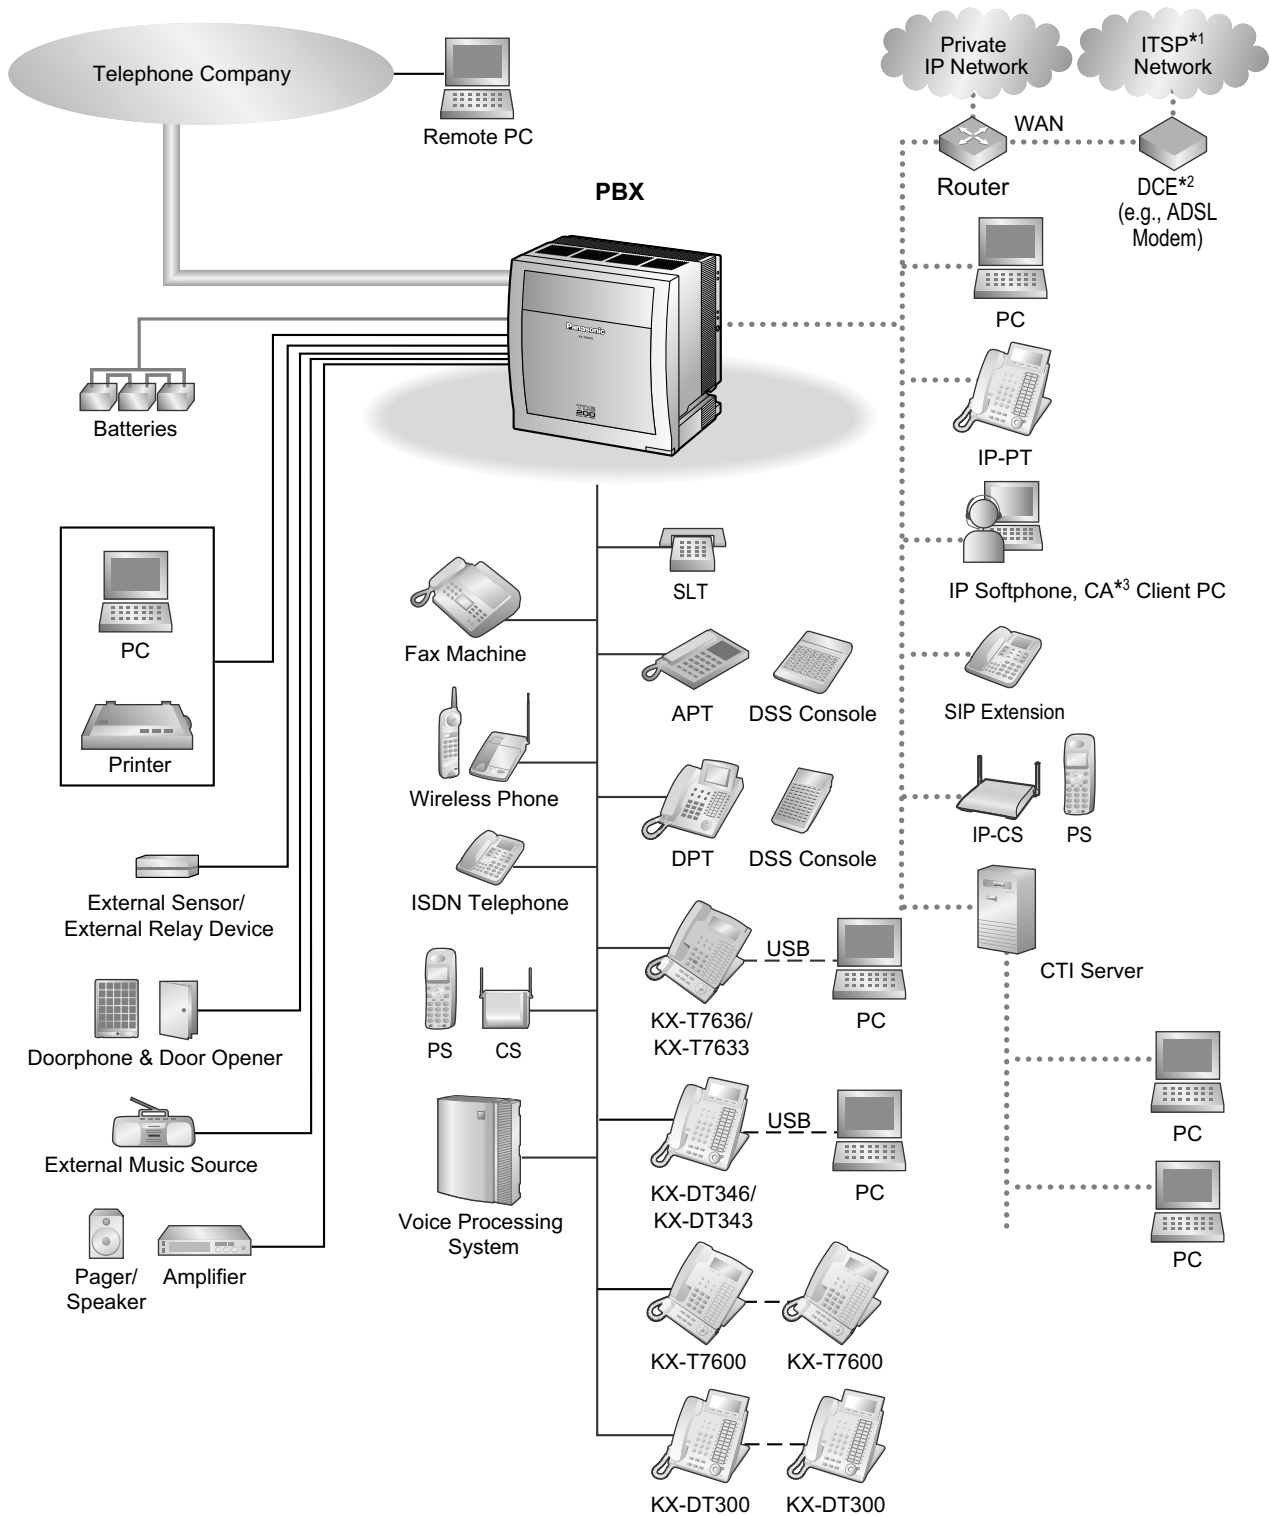 Telephone Company
Remote PC
Private
IP Network
ITSP*1
Network
WAN
Router
DCE*2
(e.g., ADSL
Modem)
PBX
Panasonic
TDE
200
PC
Batteries
IP-PT
IP Softphone, CA*3 Client PC
PC
Printer
SLT
Fax Machine
APT
DSS Console
SIP Extension
Wireless Phone
DPT
DSS Console
IP-CS
PS
ISDN Telephone
External Sensor/
External Relay Device
USB
KX-T7636/
KX-T7633
PC
CTI Server
PS
CS
Doorphone & Door Opener
USB
KX-DT346/
KX-DT343
PC
PC
External Music Source
Voice Processing
System
PC
Pager/
Speaker
Amplifier
KX-T7600
KX-T7600
KX-DT300
KX-DT300